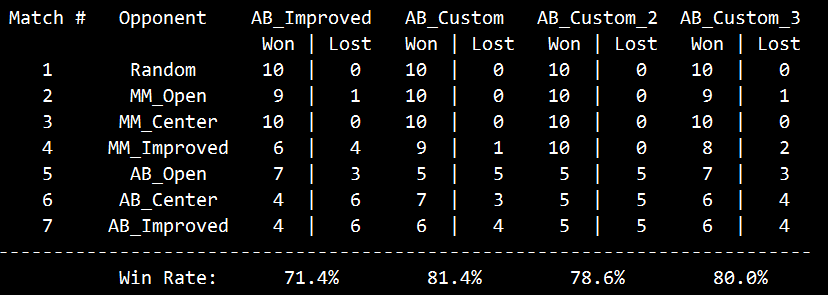 Match #   Opponent    AB_Improved   AB_Custom   AB_Custom_2  AB_Custom_3
                       Won | Lost   Won | Lost   Won | Lost   Won | Lost
   1       Random      10  |   0    10  |   0    10  |   0    10  |   0
   2       MM_Open      9  |   1    10  |   0    10  |   0     9  |   1
   3      MM_Center    10  |   0    10  |   0    10  |   0    10  |   0
   4     MM_Improved    6  |   4     9  |   1    10  |   0     8  |   2
   5       AB_Open      7  |   3     5  |   5     5  |   5     7  |   3
   6      AB_Center     4  |   6     7  |   3     5  |   5     6  |   4
   7     AB_Improved    4  |   6     6  |   4     5  |   5     6  |   4
--------------------------------------------------------------------------
          Win Rate:      71.4%        81.4%        78.6%        80.0%